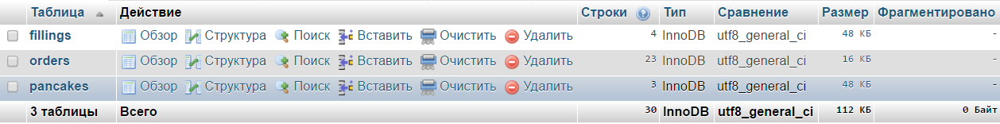 Таблица Действие Строки Тип Сравнение Размер Фрагментировано
fillings Обзор Структура Поиск Вставить Очистить Удалить 4 InnoDB utf8_general_ci 48 КБ -
orders Обзор Структура Поиск Вставить Очистить Удалить 23 InnoDB utf8_general_ci 16 КБ -
pancakes Обзор Структура Поиск Вставить Очистить Удалить 3 InnoDB utf8_general_ci 48 КБ -
3 таблицы Всего 30 InnoDB utf8_general_ci 112 КБ 0 Байт